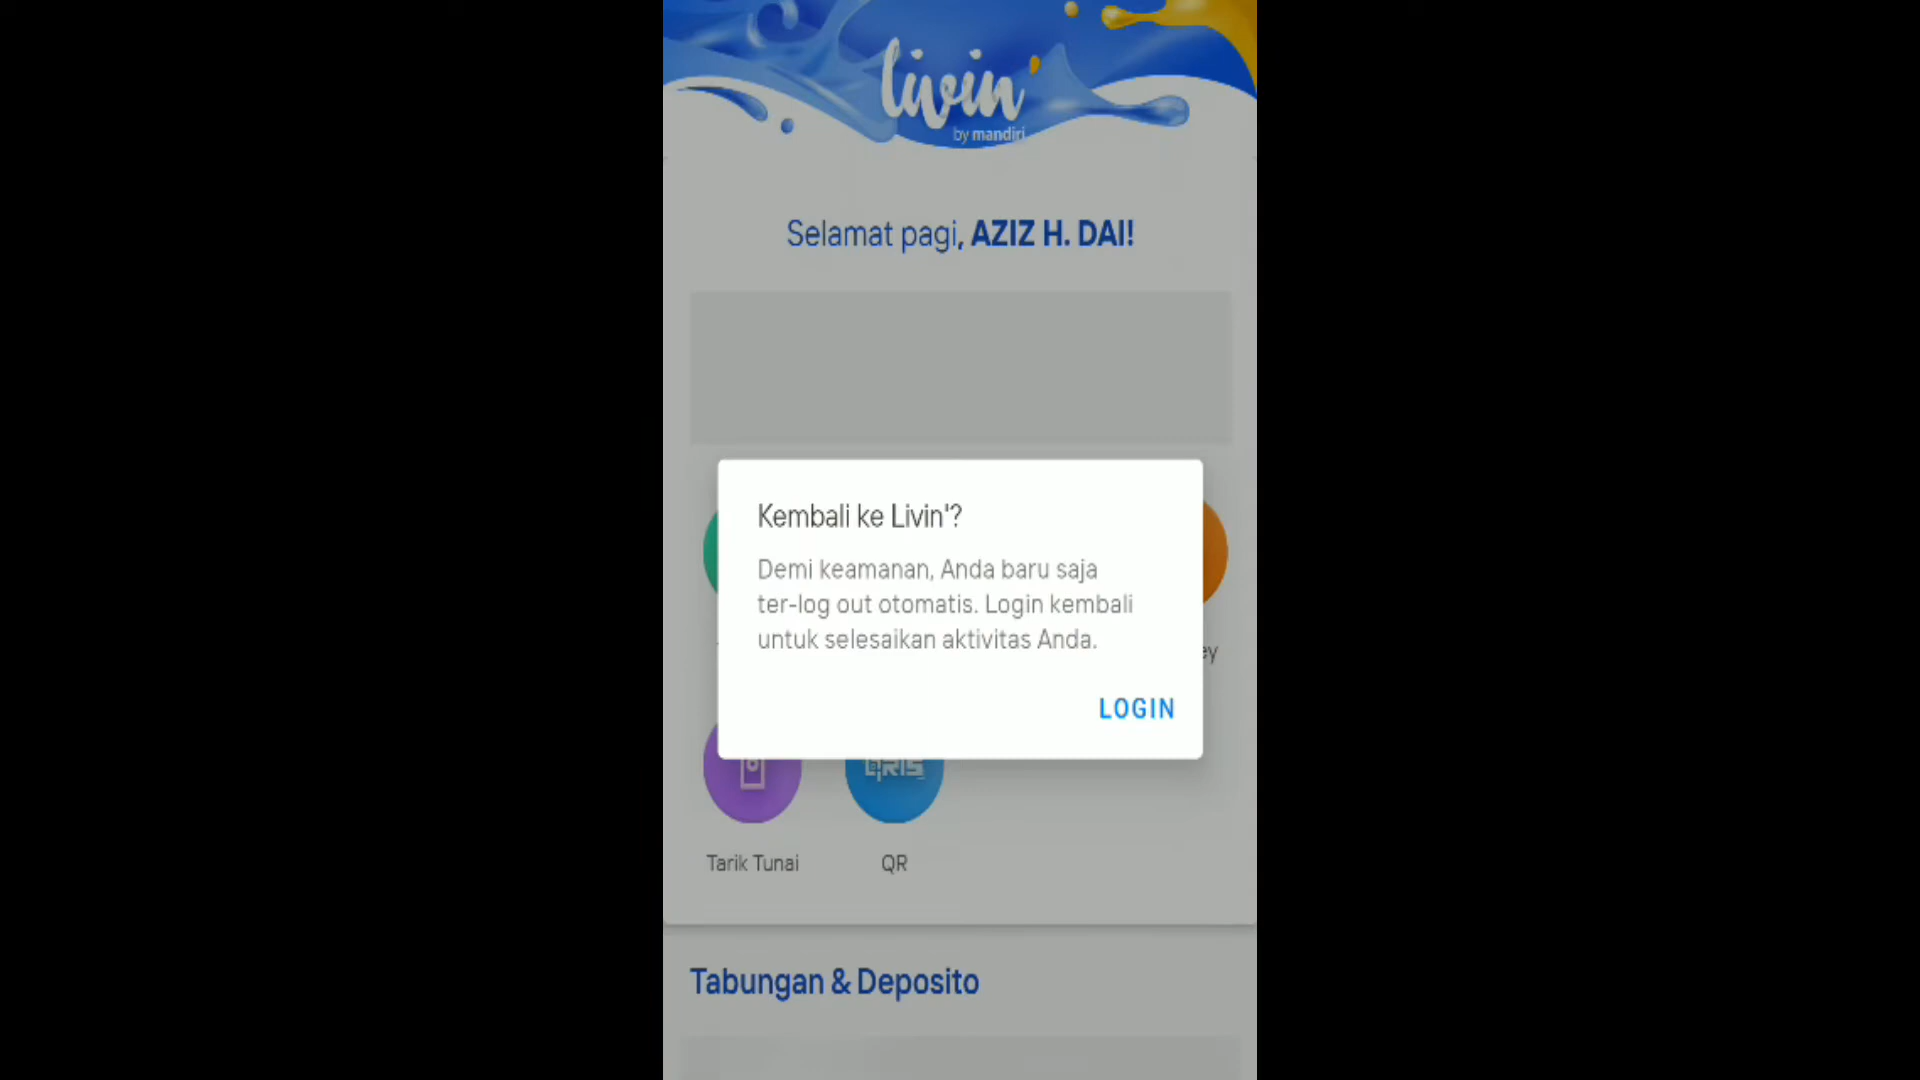 livin'
by mandiri
Selamat pagi, AZIZ H. DAI!
Kembali ke Livin'?
Demi keamanan, Anda baru saja
ter-log out otomatis. Login kembali
untuk selesaikan aktivitas Anda.
LOGIN
QRIS
Tarik Tunai
QR
Tabungan & Deposito